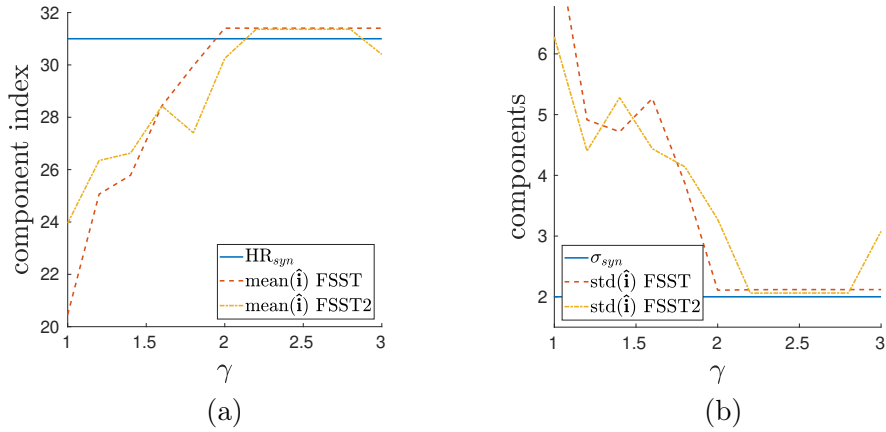 32
30
28
26
24
22
20
component index
HR_syn
mean(î) FSST
mean(î) FSST2
1
1.5
2
2.5
3
γ
(a)
6
5
4
3
2
components
σ_syn
std(î) FSST
std(î) FSST2
1
1.5
2
2.5
3
γ
(b)